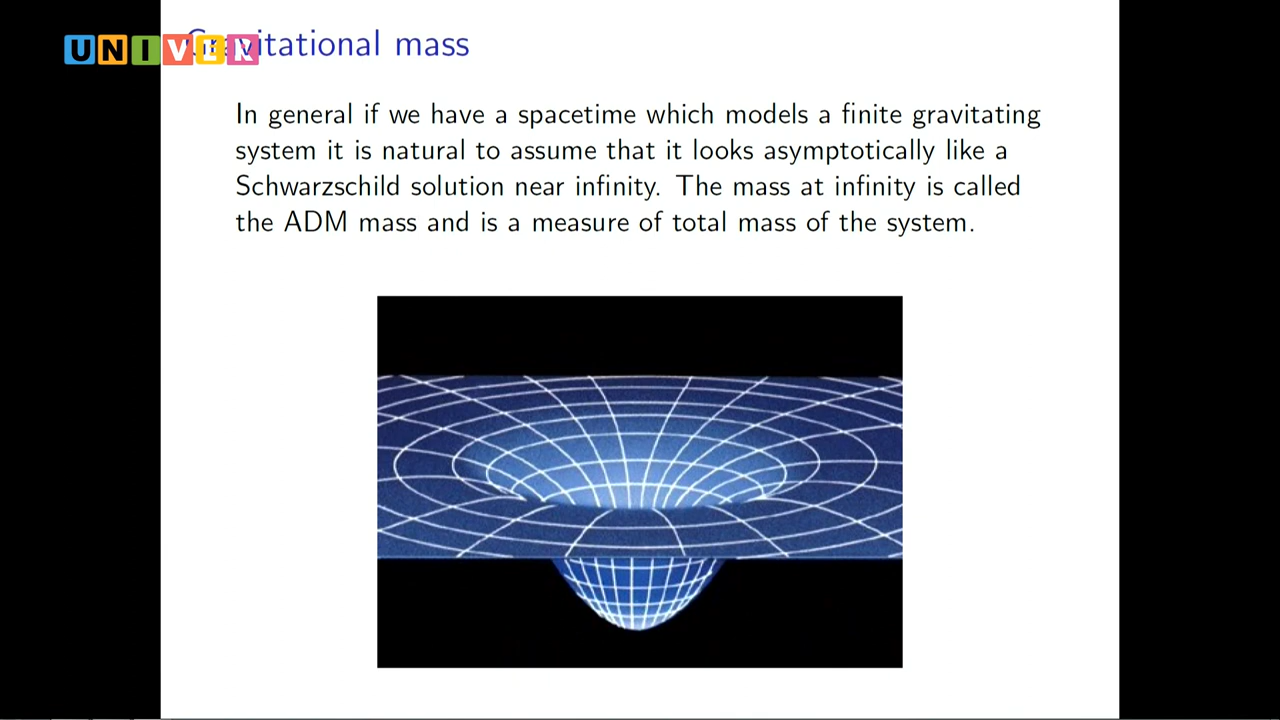 Gravitational mass
UNIVER
In general if we have a spacetime which models a finite gravitating
system it is natural to assume that it looks asymptotically like a
Schwarzschild solution near infinity. The mass at infinity is called
the ADM mass and is a measure of total mass of the system.